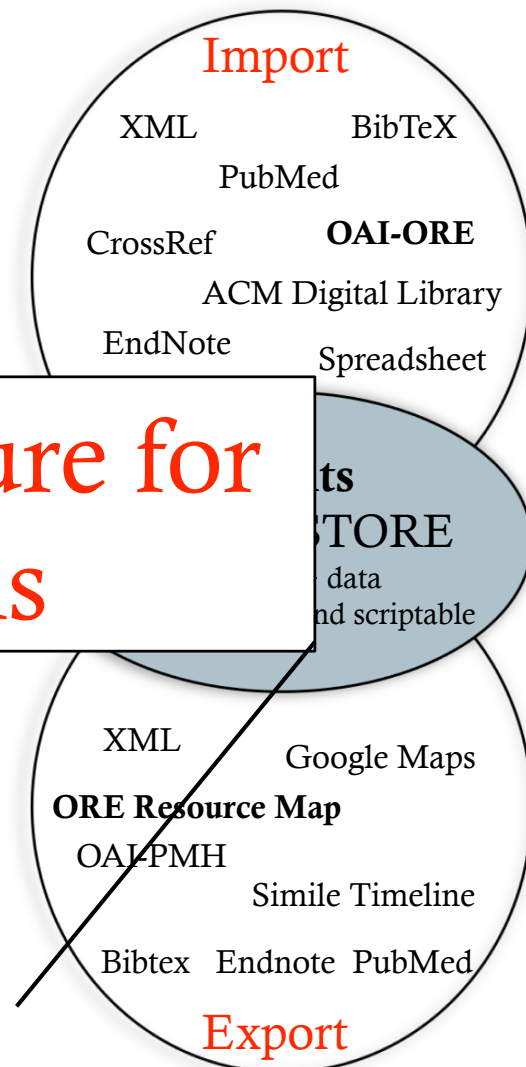 Import
XML BibTeX
PubMed
CrossRef OAI-ORE
ACM Digital Library
EndNote Spreadsheet
ure for
STORE
data
nd scriptable
XML Google Maps
ORE Resource Map
OAI-PMH
Simile Timeline
Bibtex Endnote PubMed
Export